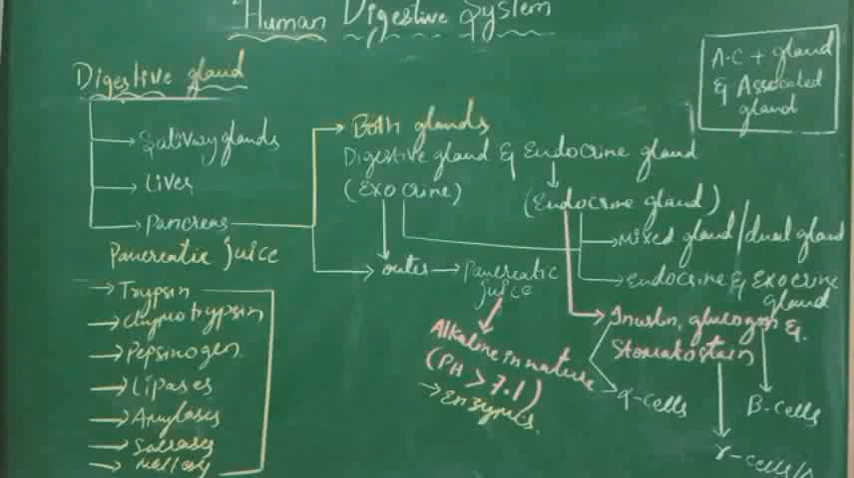 Human Digestive System
A.C + gland
& Associated
gland
Digestive gland
Salivary glands
Liver
Pancreas
Pancreatic juice
Trypsin
Chymotrypsin
Pepsinogen
Lipases
Amylases
Both glands
Digestive gland & Endocrine gland
(Exocrine)
(Endocrine gland)
Mixed gland/dual gland
Endocrine & Exocrine
gland
outer
Pancreatic
juice
Alkaline in nature
(PH > 7.1)
Enzymes
Insulin, glucogon &
Stomatostain
α-cells
β-cells
γ-cells